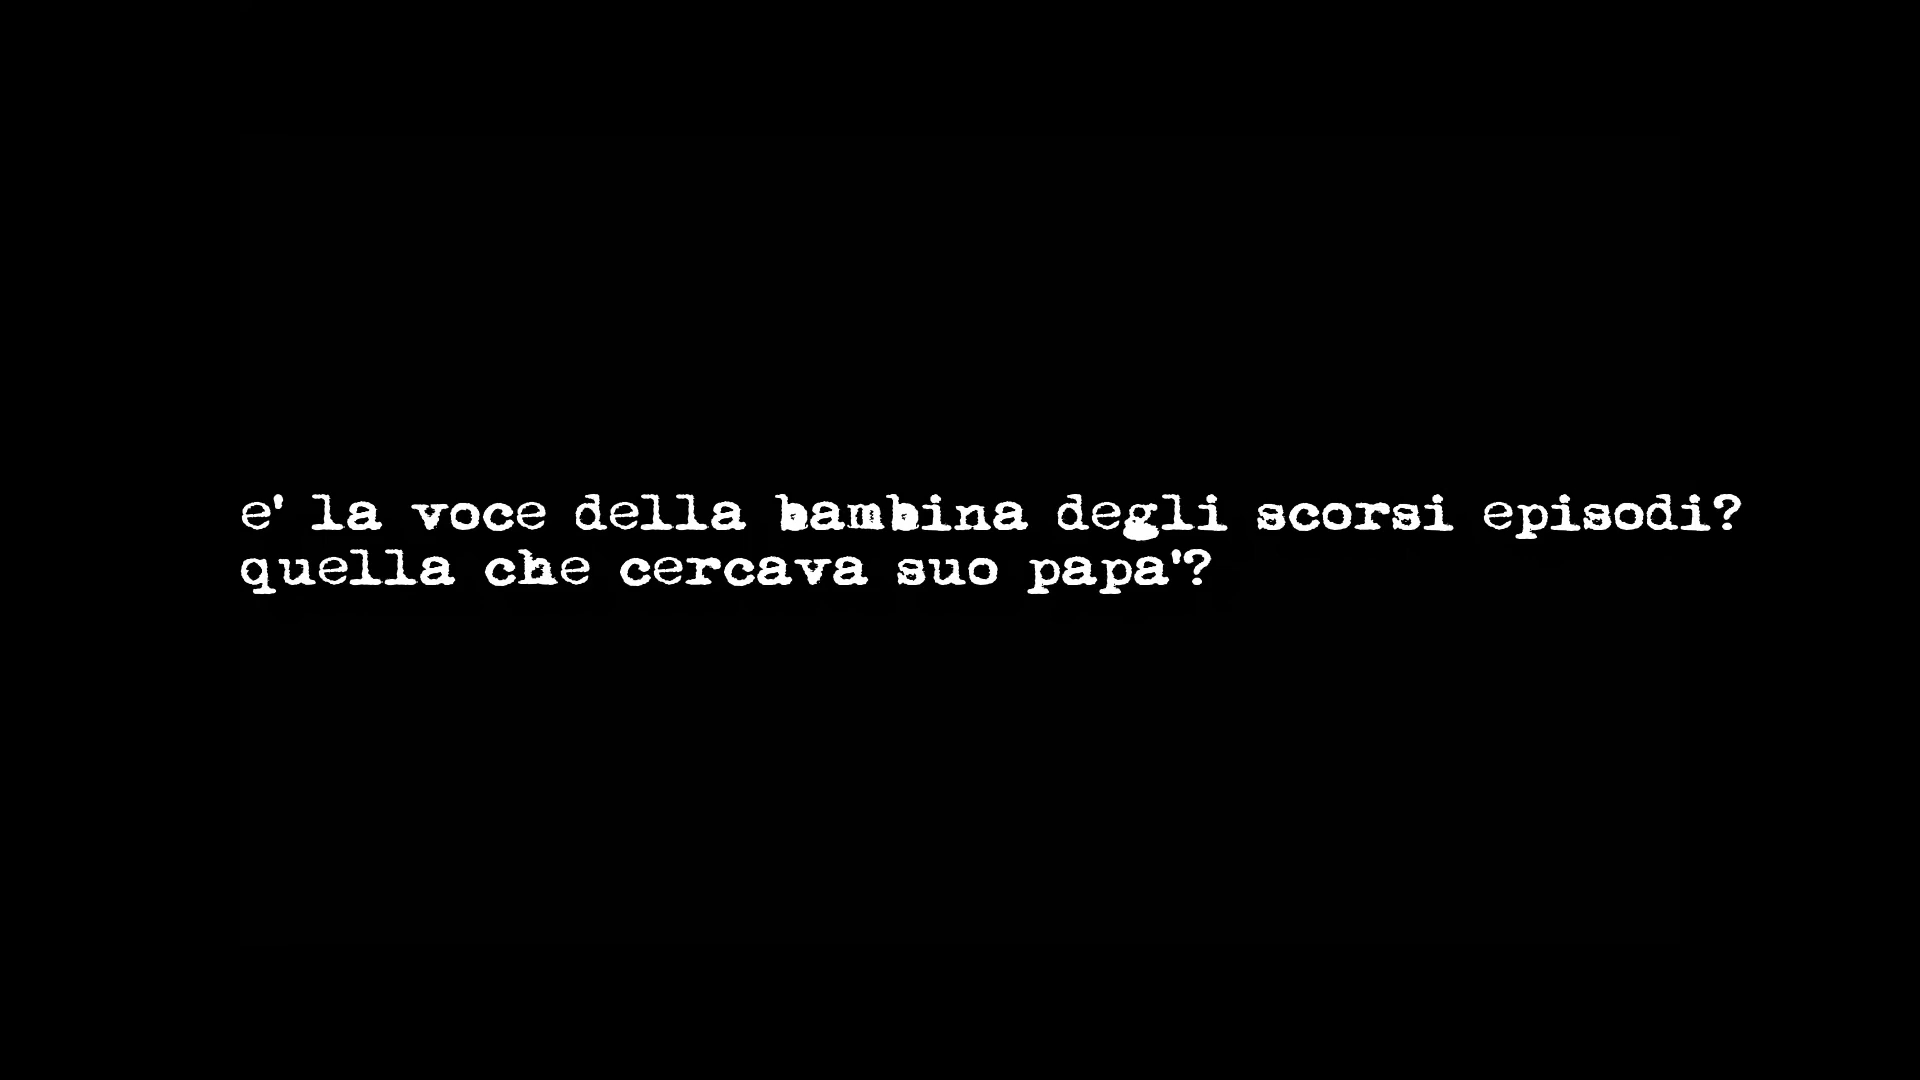 e' la voce della bambina degli scorsi episodi?
quella che cercava suo papa'?